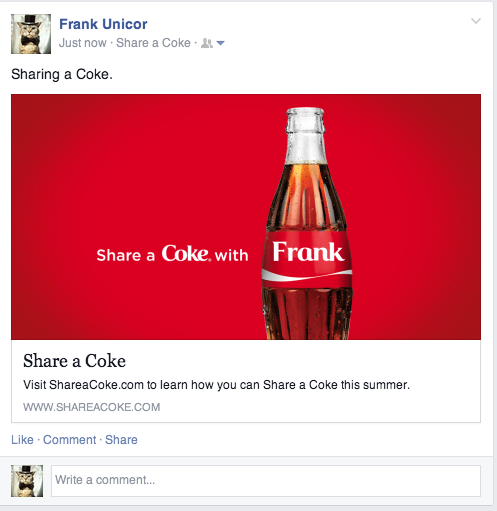 Frank Unicor
Just now · Share a Coke ·
Sharing a Coke.
Share a Coke with Frank
Share a Coke
Visit ShareaCoke.com to learn how you can Share a Coke this summer.
WWW.SHAREACOKE.COM
Like · Comment · Share
Write a comment...